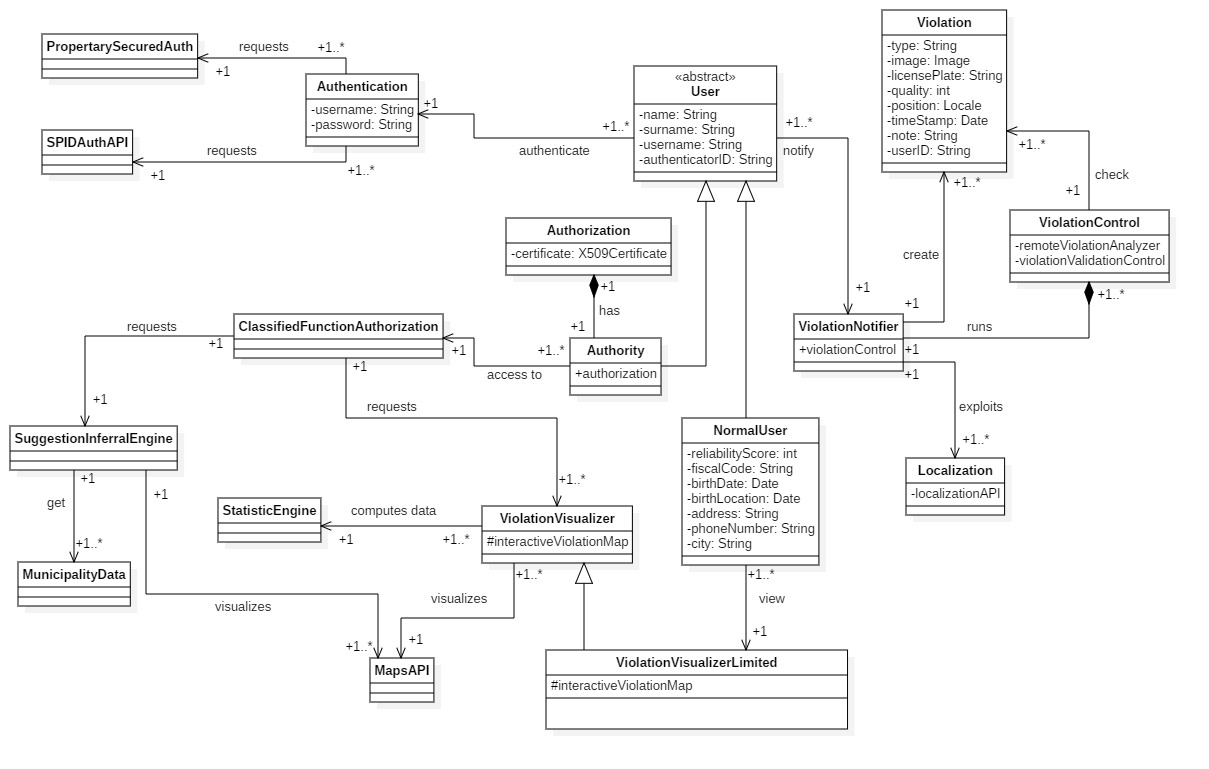 PropertarySecuredAuth
requests
+1..*
+1
Authentication
-username: String
-password: String
+1
SPIDAuthAPI
requests
+1
+1..*
authenticate
+1..*
«abstract»
User
-name: String
-surname: String
-username: String
-authenticatorID: String
+1..*
notify
+1
Violation
-type: String
-image: Image
-licensePlate: String
-quality: int
-position: Locale
-timeStamp: Date
-note: String
-userID: String
+1..*
check
+1
+1..*
create
+1
ViolationControl
-remoteViolationAnalyzer
-violationValidationControl
+1..*
runs
+1
ViolationNotifier
+violationControl
+1
exploits
+1..*
Localization
-localizationAPI
Authorization
-certificate: X509Certificate
+1
has
+1
Authority
+authorization
+1..*
access to
+1
ClassifiedFunctionAuthorization
requests
+1
+1
+1
requests
+1..*
SuggestionInferralEngine
+1
get
+1..*
+1
visualizes
+1..*
MunicipalityData
StatisticEngine
computes data
+1
+1..*
ViolationVisualizer
#interactiveViolationMap
+1..*
visualizes
+1
MapsAPI
NormalUser
-reliabilityScore: int
-fiscalCode: String
-birthDate: Date
-birthLocation: Date
-address: String
-phoneNumber: String
-city: String
+1..*
view
+1
ViolationVisualizerLimited
#interactiveViolationMap